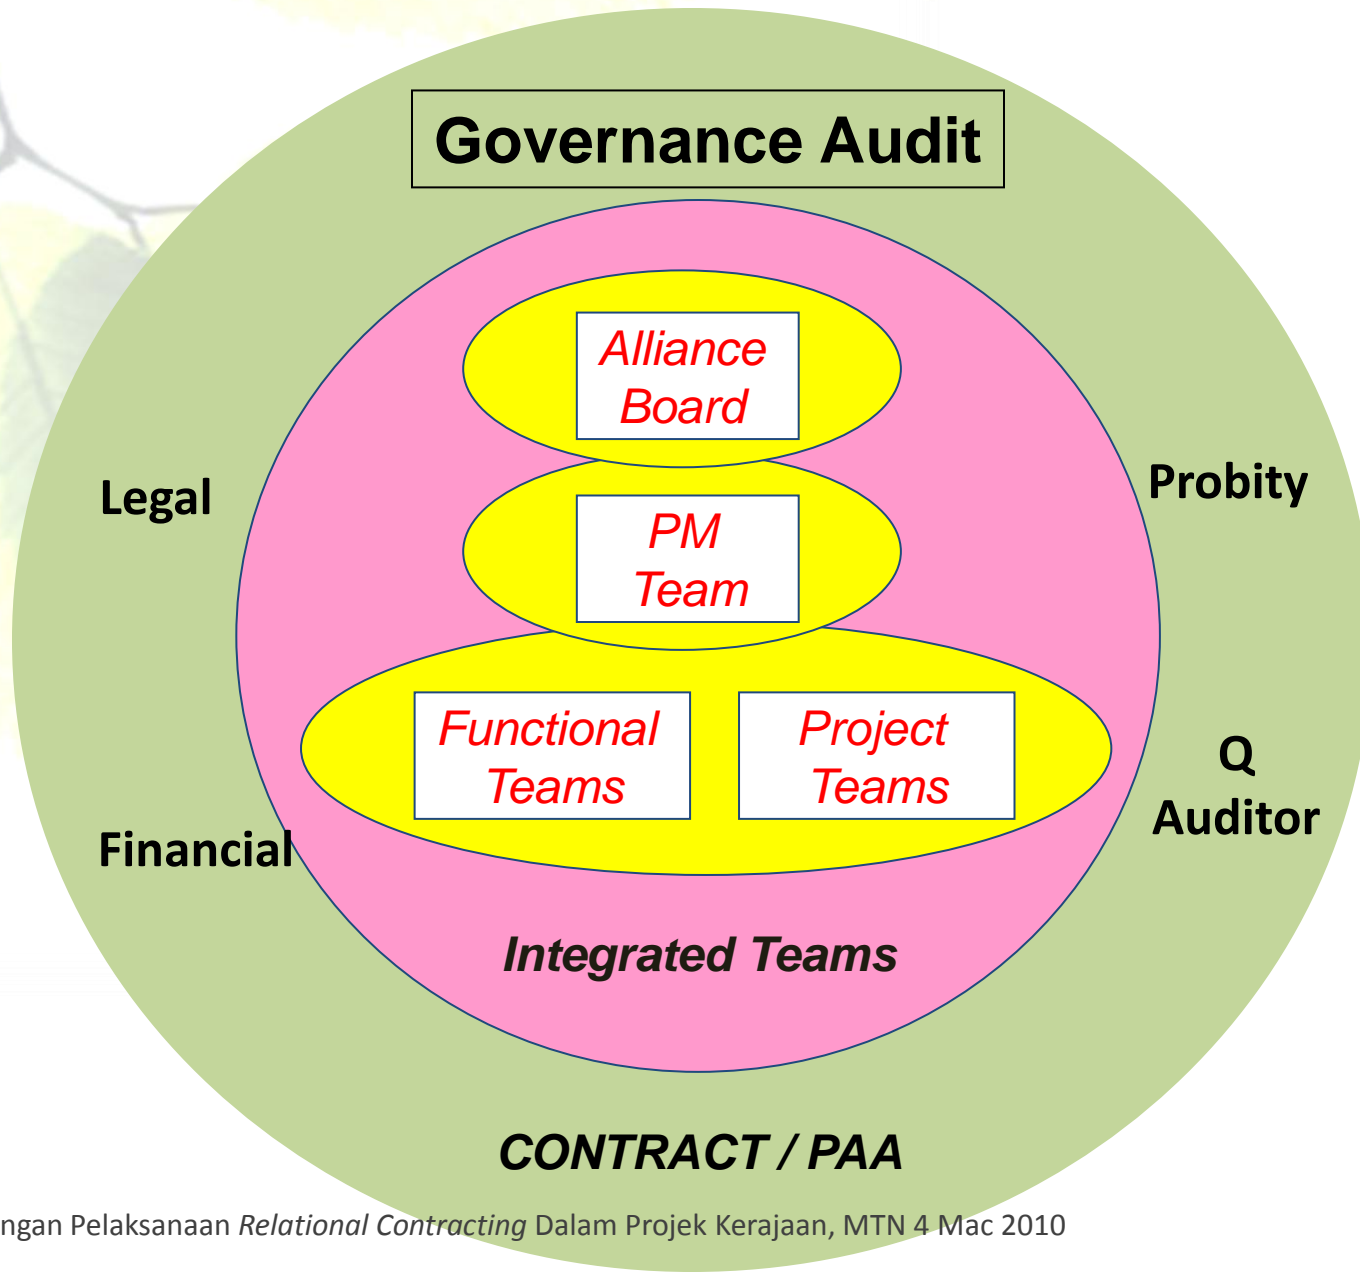 Governance Audit
Alliance
Board
Legal
Probity
PM
Team
Functional
Teams
Project
Teams
Q
Auditor
Financial
Integrated Teams
CONTRACT / PAA
Pelaksanaan Relational Contracting Dalam Projek Kerajaan, MTN 4 Mac 2010